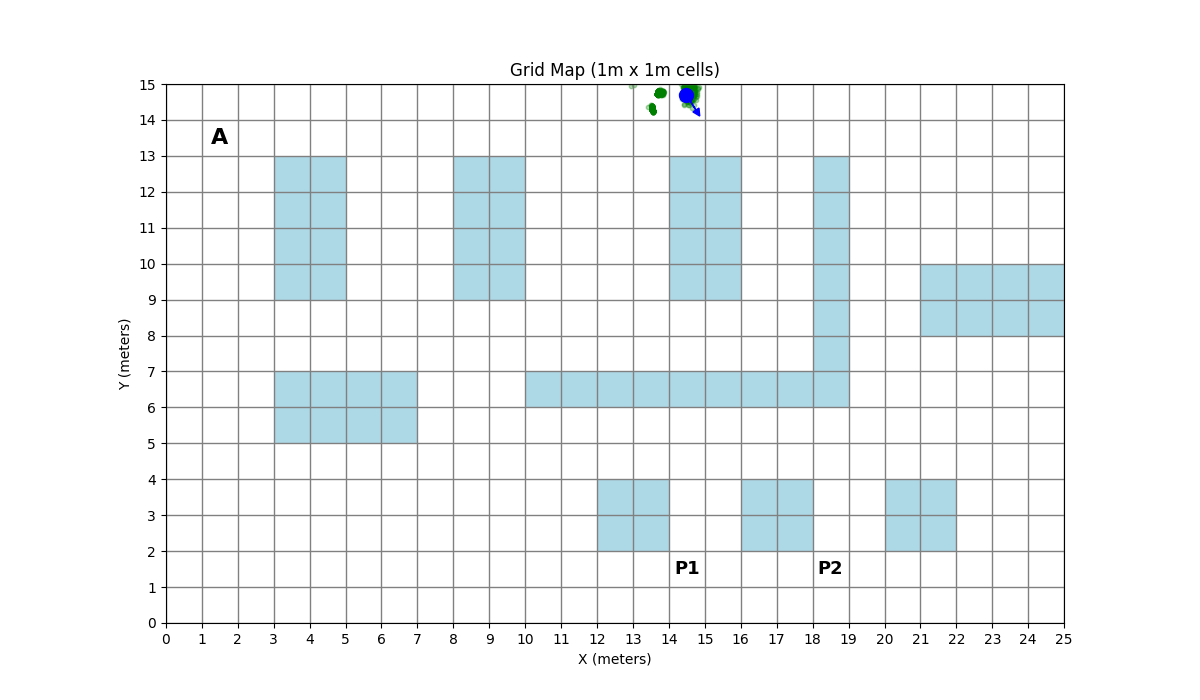 Grid Map (1m x 1m cells)
15
14
13
12
11
10
9
8
7
6
5
4
3
2
1
0
Y (meters)
A
P1 P2
0 1 2 3 4 5 6 7 8 9 10 11 12 13 14 15 16 17 18 19 20 21 22 23 24 25
X (meters)